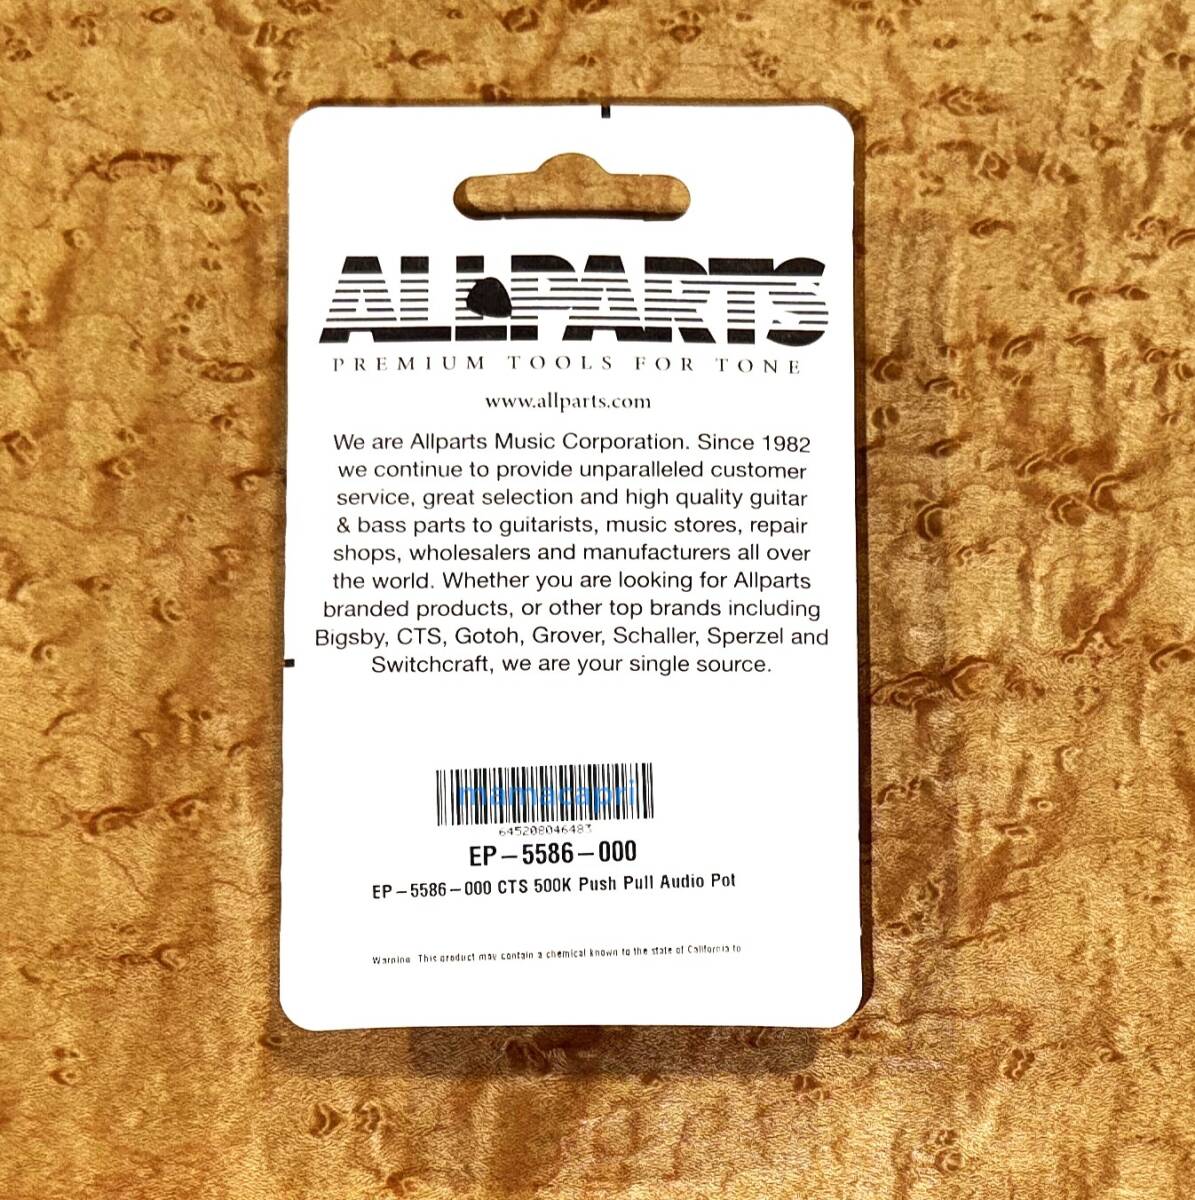 ALLPARTS
PREMIUM TOOLS FOR TONE
www.allparts.com
We are Allparts Music Corporation. Since 1982
we continue to provide unparalleled customer
service, great selection and high quality guitar
& bass parts to guitarists, music stores, repair
shops, wholesalers and manufacturers all over
the world. Whether you are looking for Allparts
branded products, or other top brands including
Bigsby, CTS, Gotoh, Grover, Schaller, Sperzel and
Switchcraft, we are your single source.
mamacapri
645208046483
EP-5586-000
EP-5586-000 CTS 500K Push Pull Audio Pot
Warning This product may contain a chemical known to the state of California to